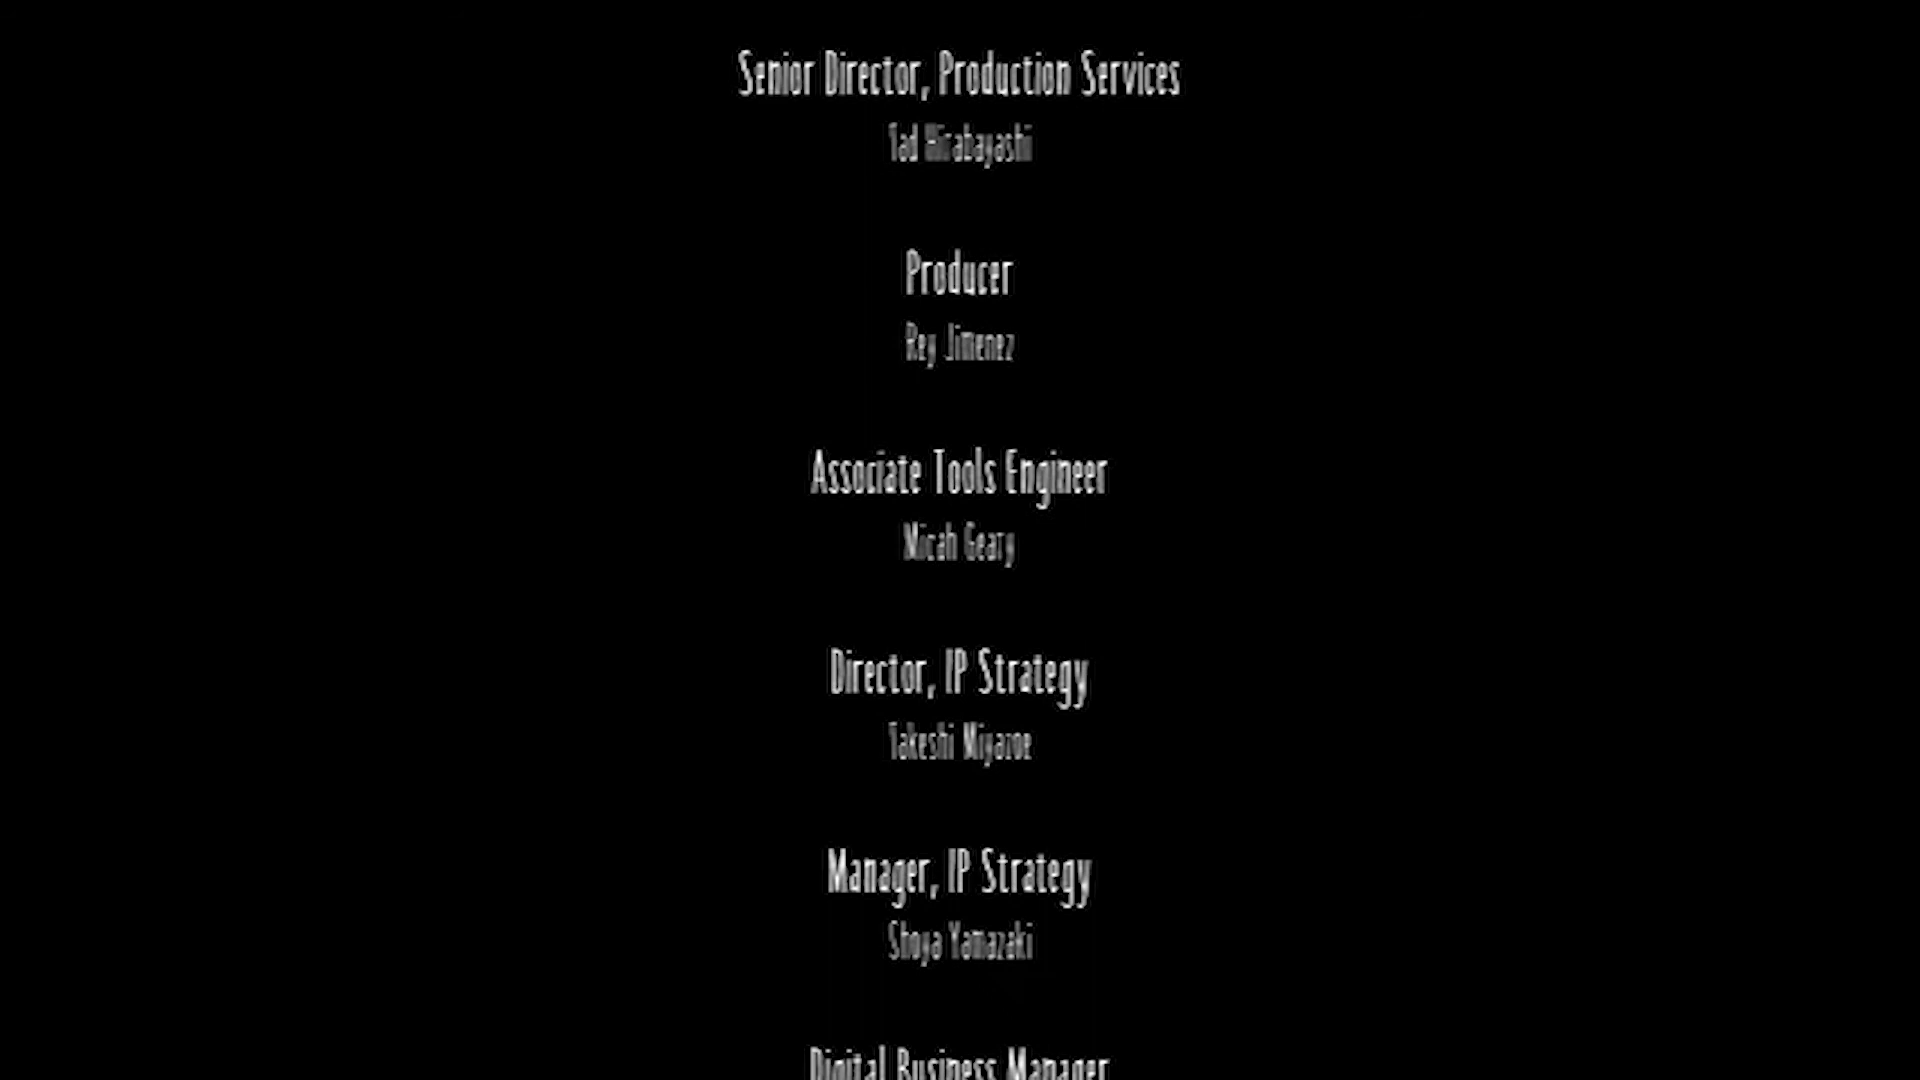 Senior Director, Production Services
Tad Hirabayashi
Producer
Rey Jimenez
Associate Tools Engineer
Micah Geary
Director, IP Strategy
Takeshi Miyazoe
Manager, IP Strategy
Shoya Yamazaki
Digital Business Manager